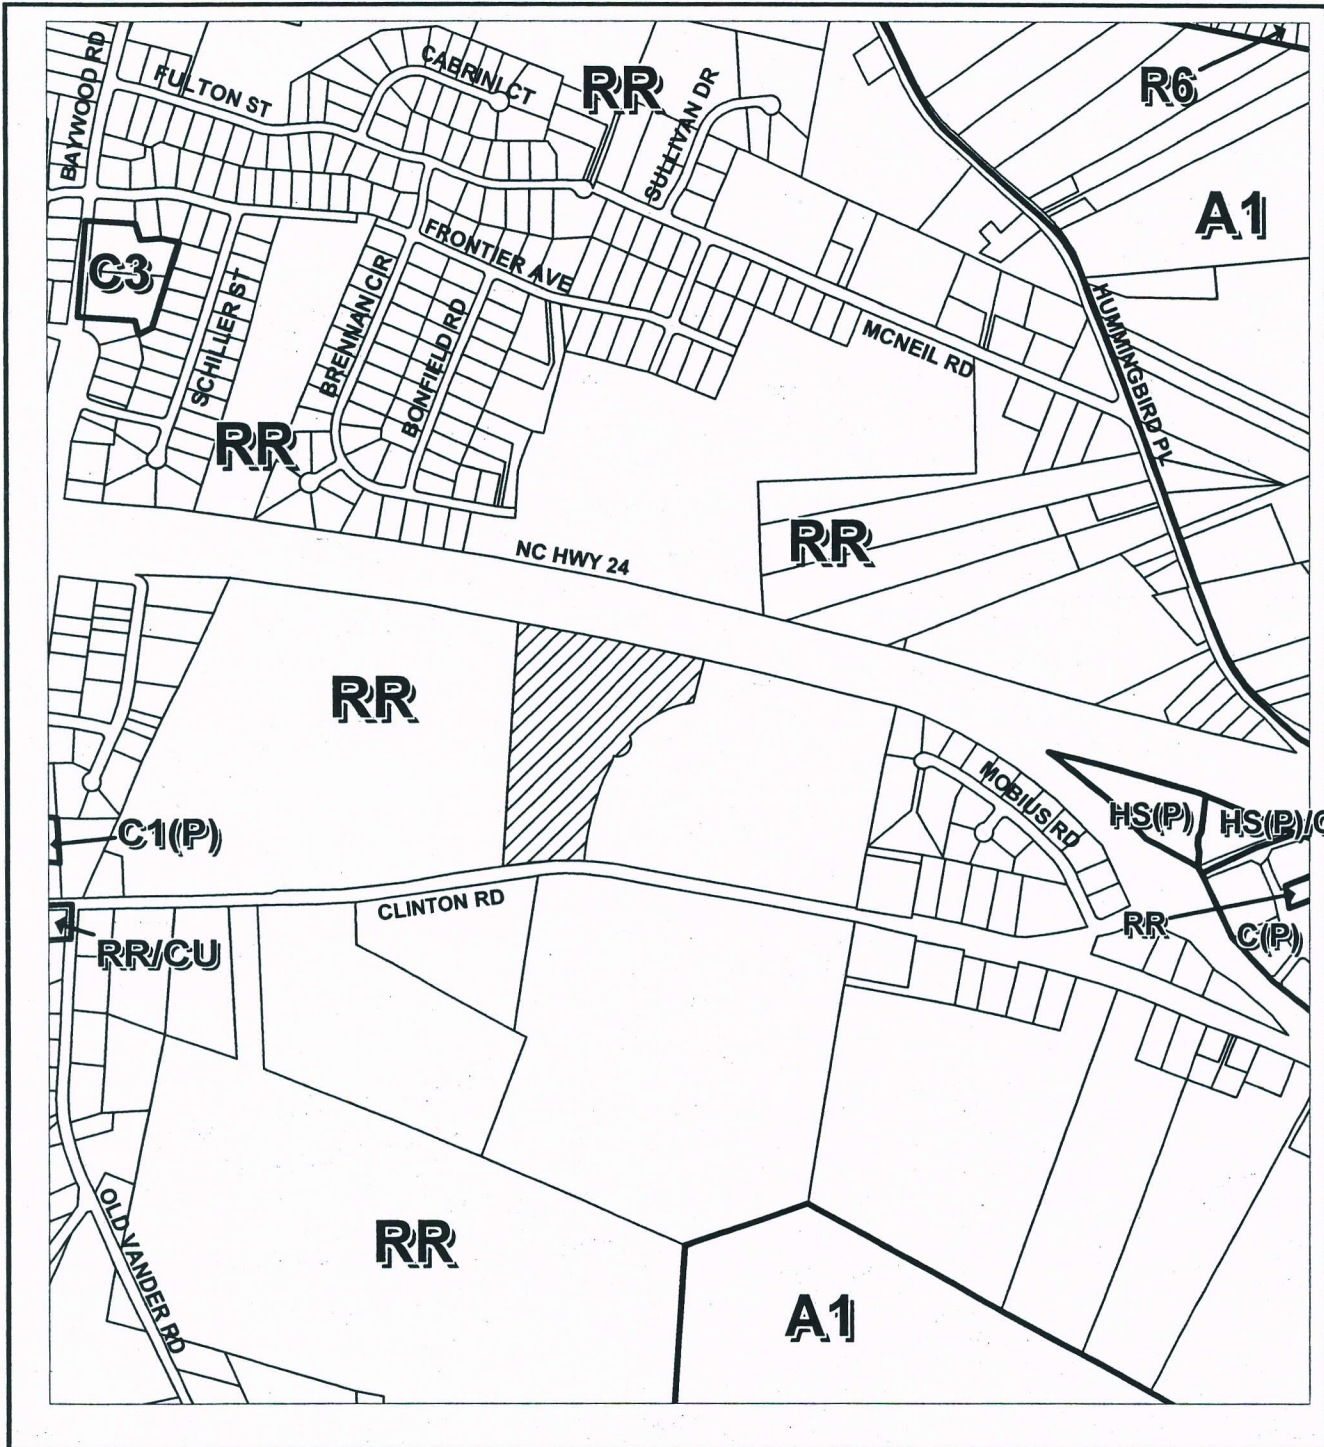 BAYWOOD RD
FULTON ST
CABRINI CT
RR
SULLIVAN DR
R6
A1
C3
SCHILLER ST
FRONTIER AVE
BRENNAN CIR
BONFIELD RD
MCNEIL RD
HUMMINGBIRD PL
RR
RR
NC HWY 24
RR
MOBIUS RD
HS(P)
HS(P)/C
C1(P)
CLINTON RD
RR
C(P)
RR/CU
OLD VANDER RD
RR
A1